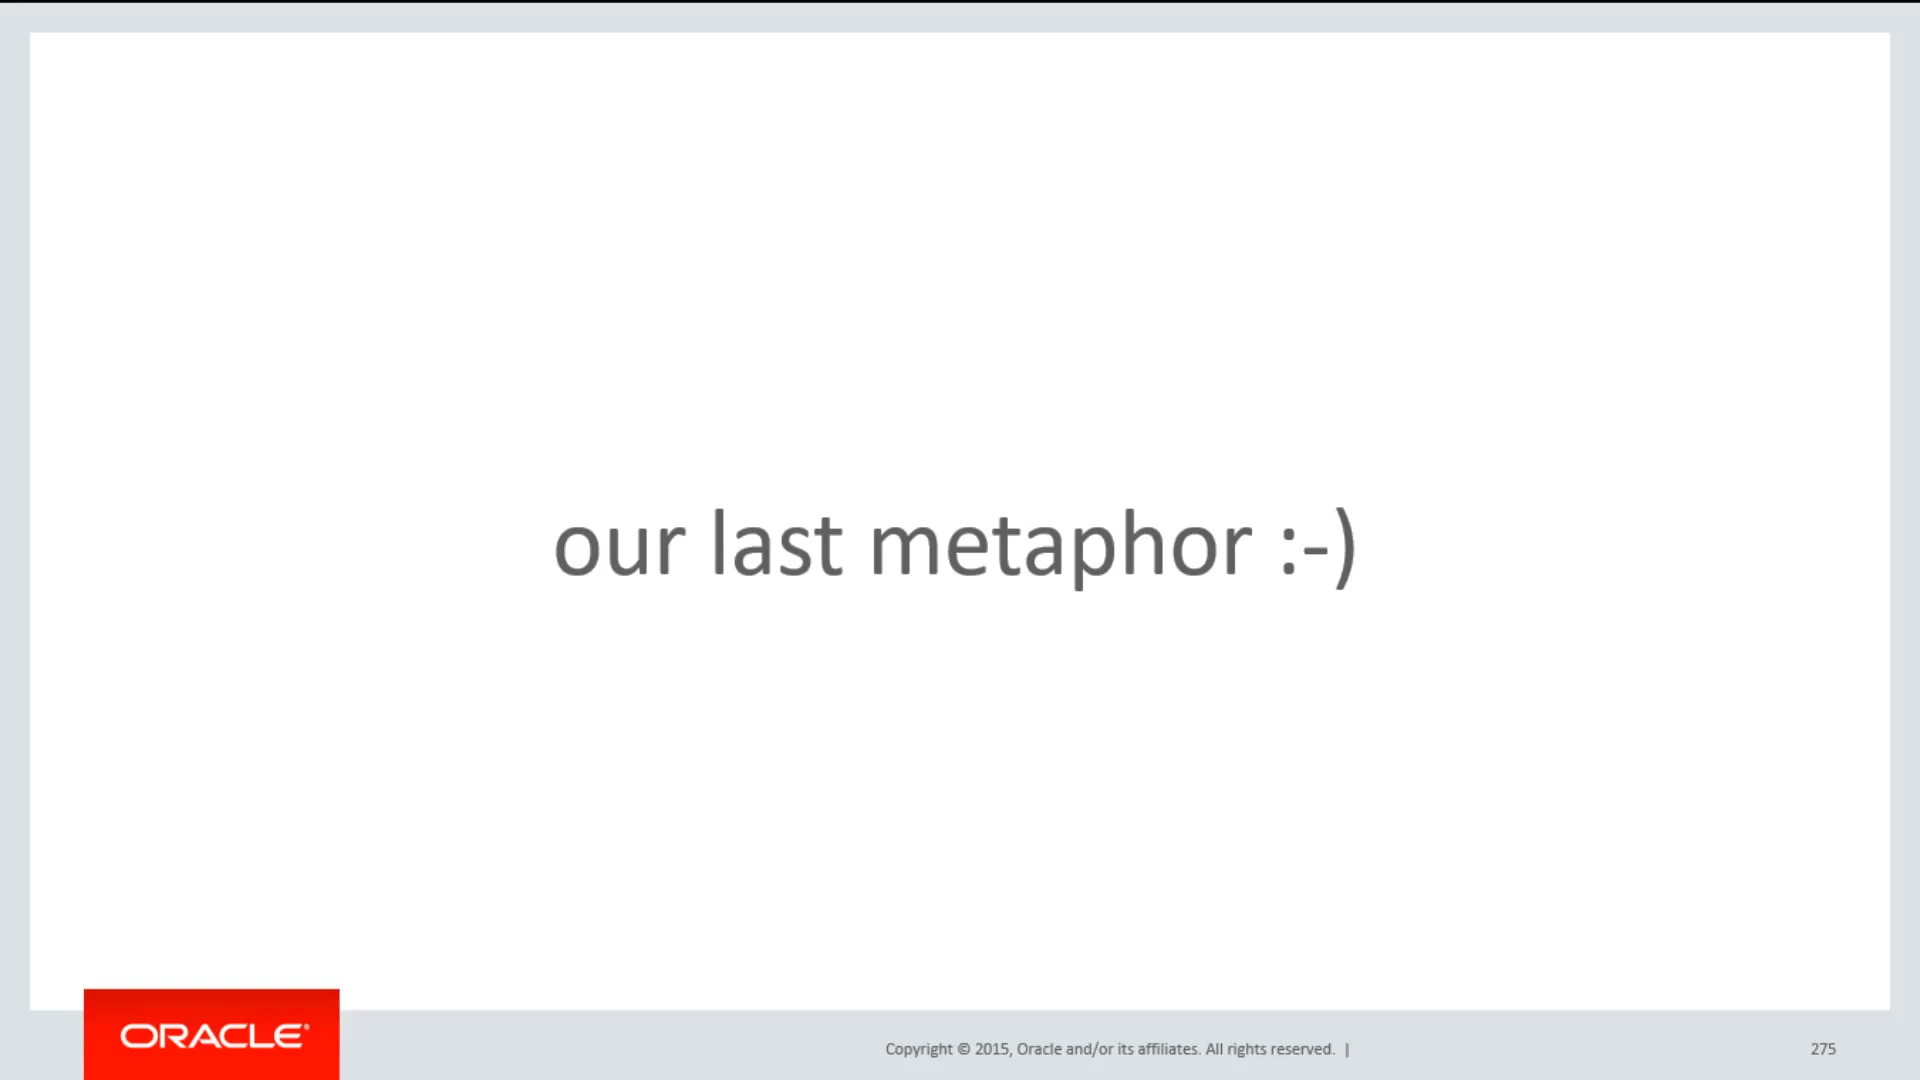 our last metaphor :-)
ORACLE®
Copyright © 2015, Oracle and/or its affiliates. All rights reserved. |
275